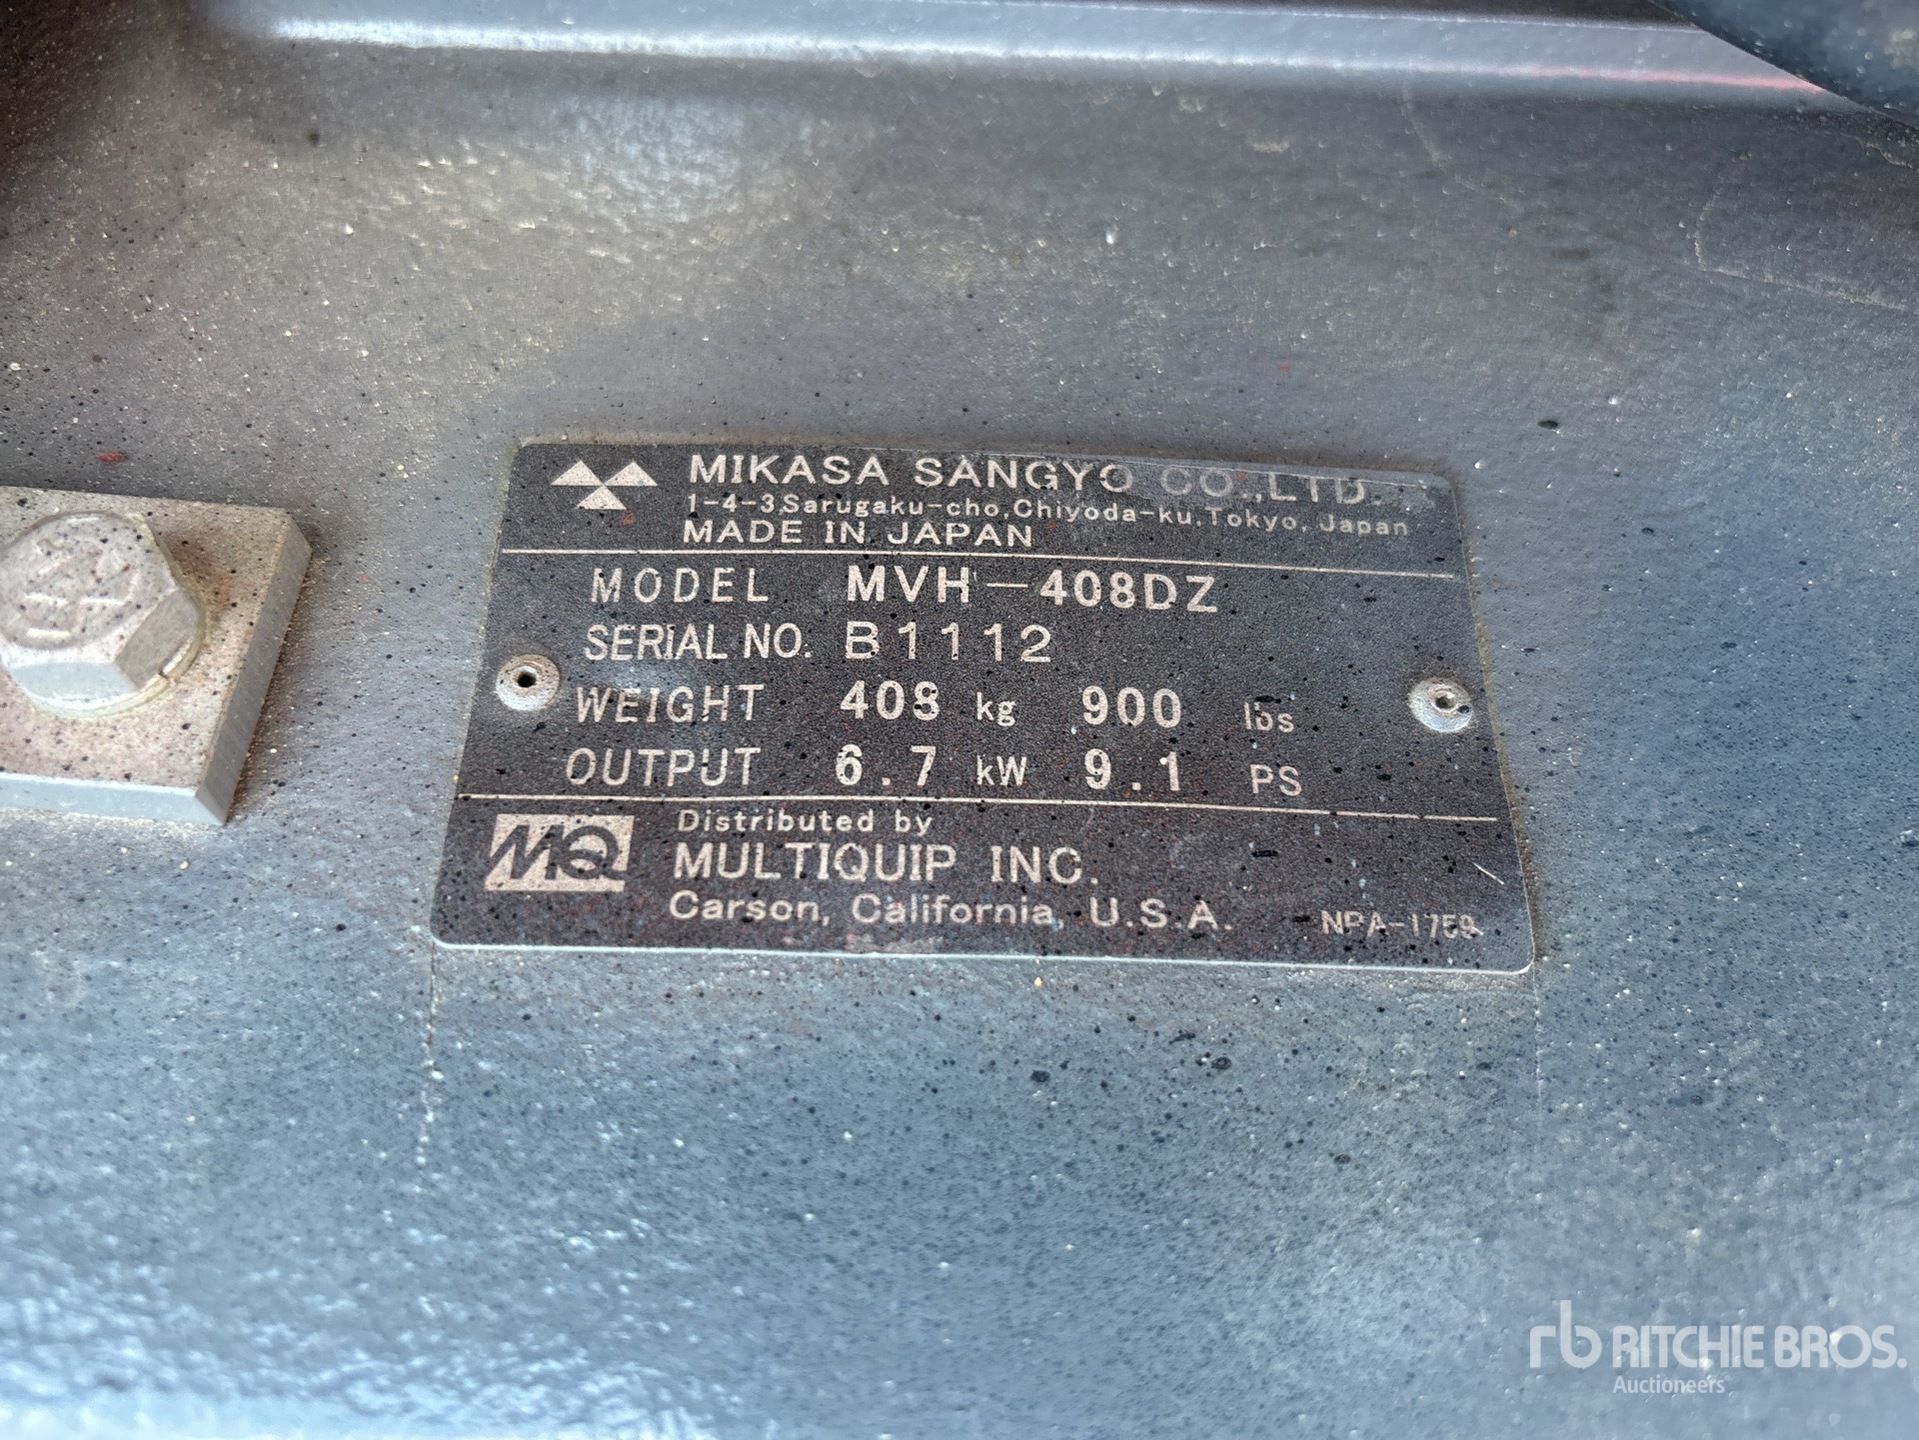 MIKASA SANGYO CO.,LTD.
1-4-3,Sarugaku-cho,Chiyoda-ku,Tokyo,Japan
MADE IN JAPAN
MODEL MVH-408DZ
SERIAL NO. B1112
WEIGHT 408 kg 900 lbs
OUTPUT 6.7 kW 9.1 PS
MQ
Distributed by
MULTIQUIP INC.
Carson, California, U.S.A.
NPA-1759
rb RITCHIE BROS.
Auctioneers